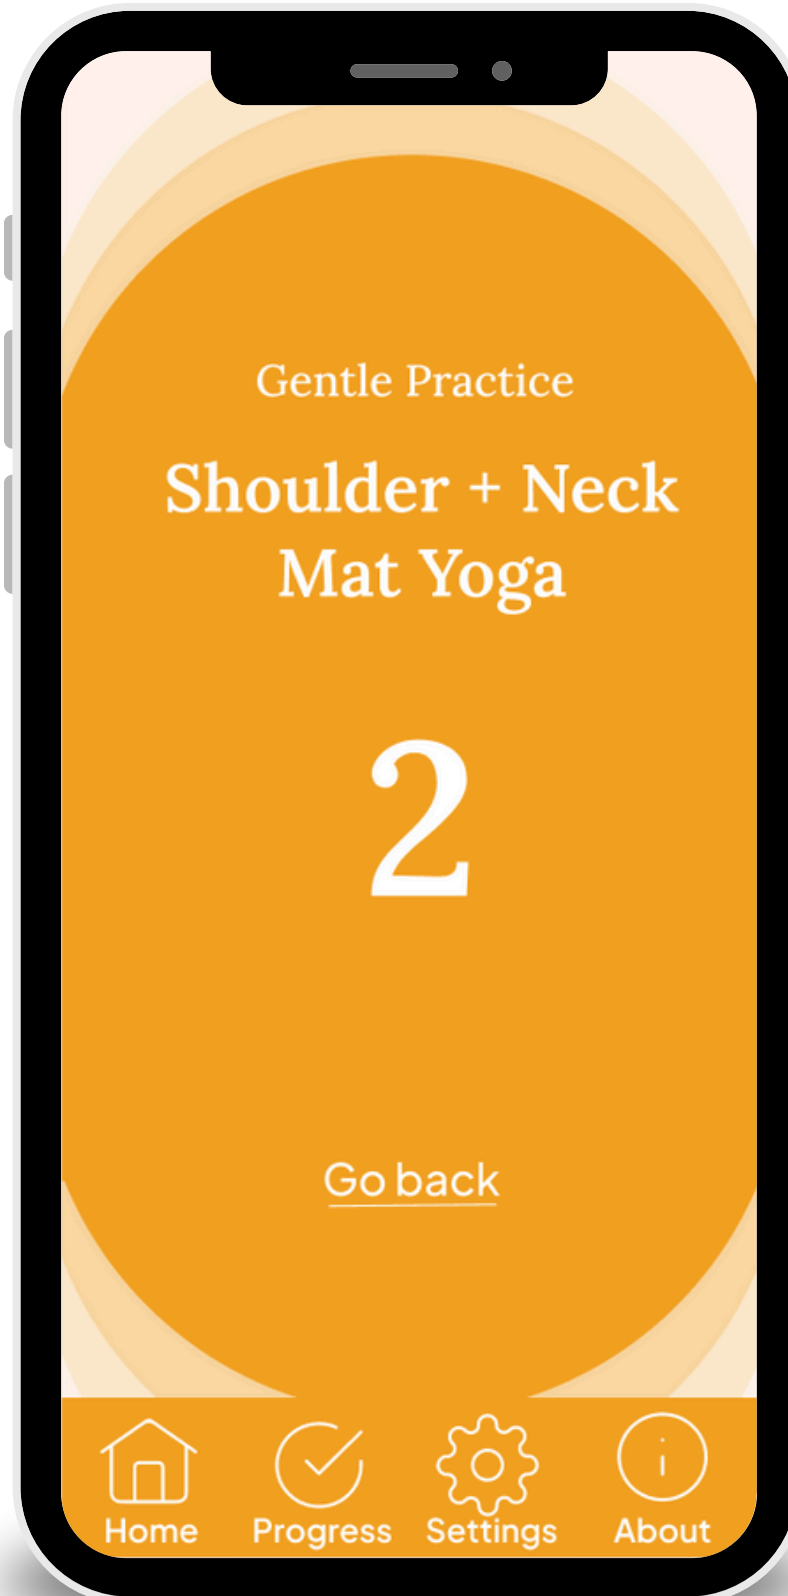 Gentle Practice
Shoulder + Neck
Mat Yoga
2
Go back
Home Progress Settings About